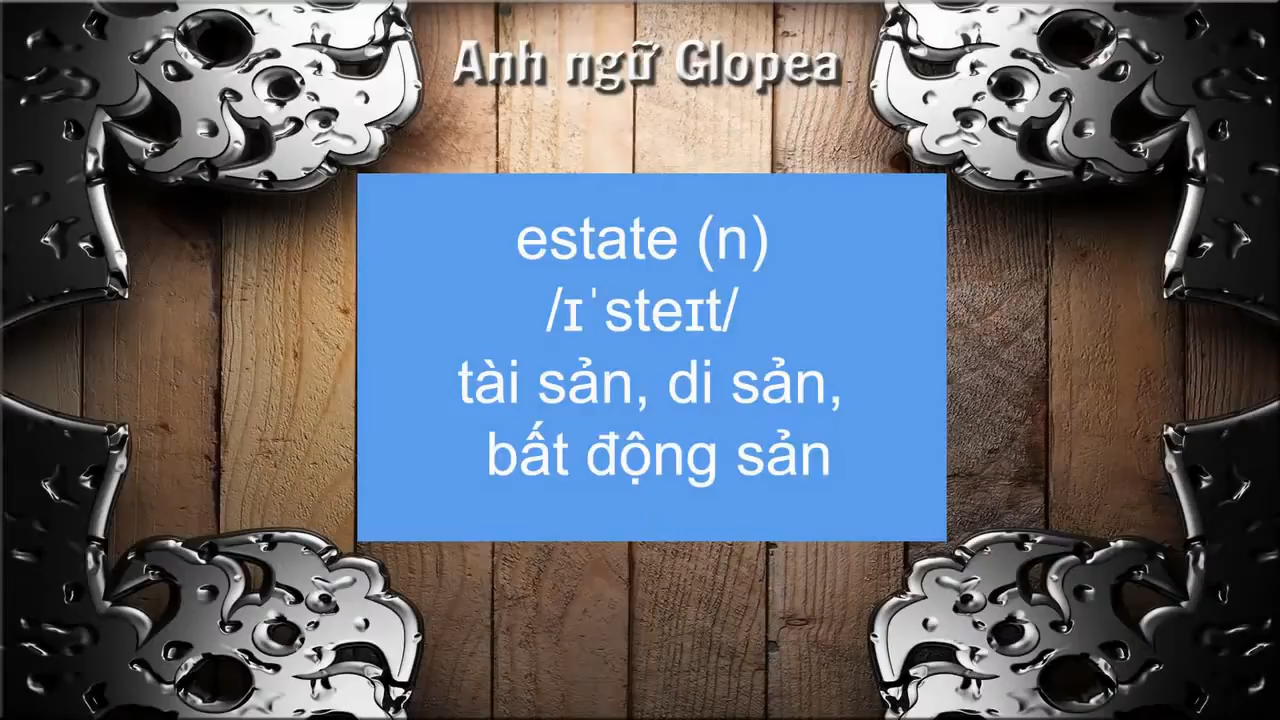 Anh ngữ Glopea
estate (n)
/ɪˈsteɪt/
tài sản, di sản,
bất động sản